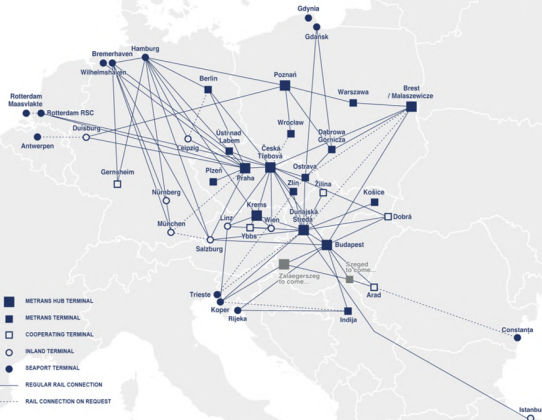 Gdynia
Gdańsk
Hamburg
Bremerhaven
Wilhelmshaven
Berlin
Poznań
Warszawa
Brest
/ Malaszewicze
Rotterdam
Maasvlakte
Rotterdam RSC
Duisburg
Antwerpen
Leipzig
Wrocław
Dabrowa
Górnicza
Ústí nad
Labem
Česká
Třebová
Praha
Plzeň
Gernsheim
Ostrava
Zlín
Žilina
Košice
Nürnberg
München
Krems
Linz
Wien
Ybbs
Dunajská
Streda
Dobrá
Salzburg
Budapest
Zalaegerszeg
to come...
Szeged
to come...
Arad
Trieste
Koper
Rijeka
Indija
Constanța
Istanbu
METRANS HUB TERMINAL
METRANS TERMINAL
COOPERATING TERMINAL
INLAND TERMINAL
SEAPORT TERMINAL
REGULAR RAIL CONNECTION
RAIL CONNECTION ON REQUEST